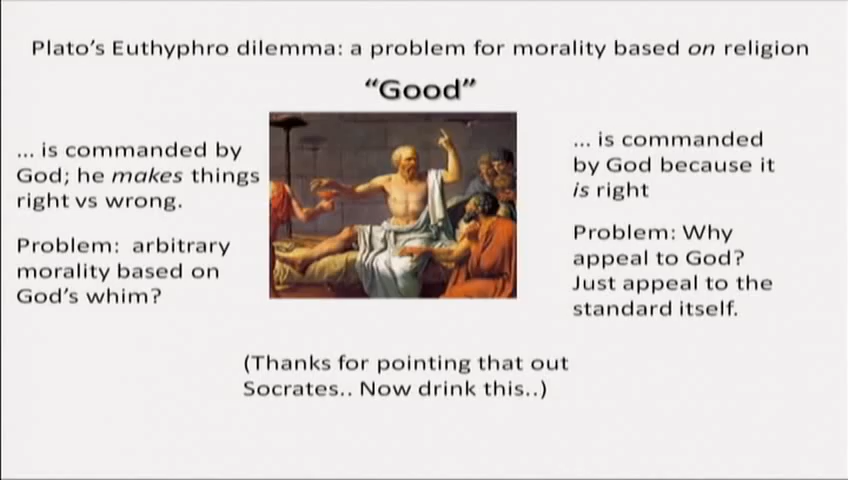 Plato's Euthyphro dilemma: a problem for morality based on religion
“Good”
... is commanded by
God; he makes things
right vs wrong.
Problem: arbitrary
morality based on
God's whim?
... is commanded
by God because it
is right
Problem: Why
appeal to God?
Just appeal to the
standard itself.
(Thanks for pointing that out
Socrates.. Now drink this..)